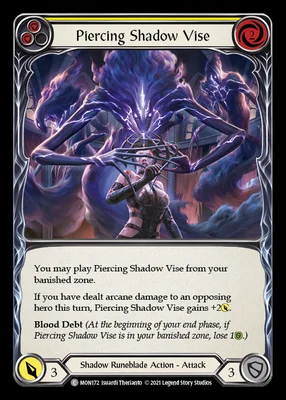 Piercing Shadow Vise
2
You may play Piercing Shadow Vise from your
banished zone.
If you have dealt arcane damage to an opposing
hero this turn, Piercing Shadow Vise gains +2.
Blood Debt (At the beginning of your end phase, if
Piercing Shadow Vise is in your banished zone, lose 1.)
3
Shadow Runeblade Action - Attack
3
C MON172 Iswardi Therianto © 2021 Legend Story Studios